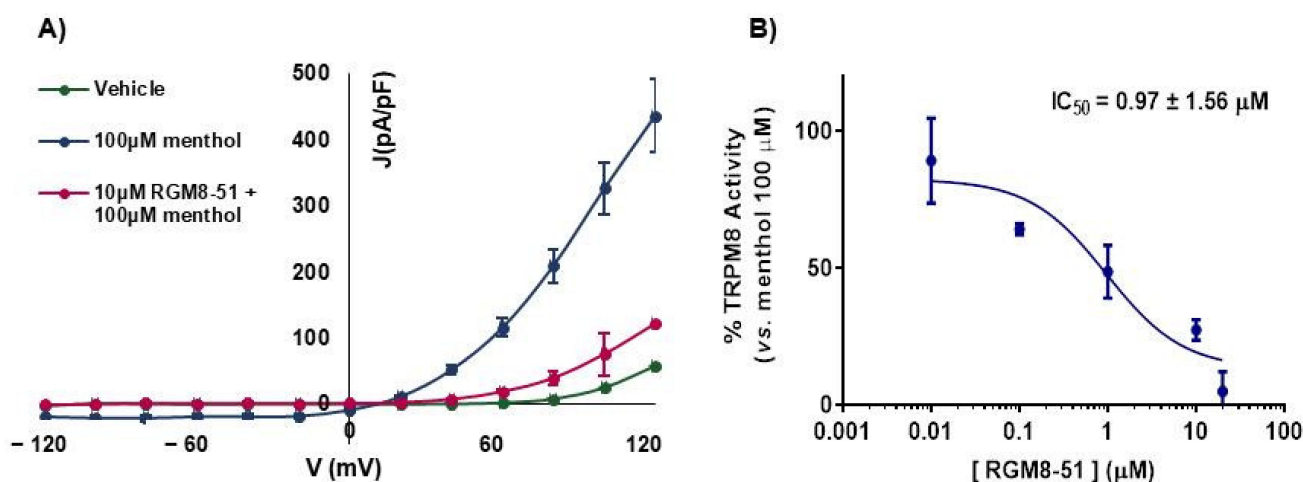 A)
Vehicle
100µM menthol
10µM RGM8-51 +
100µM menthol
J(pA/pF)
500
400
300
200
100
0
− 120
− 60
0
60
120
V (mV)
B)
IC50 = 0.97 ± 1.56 µM
% TRPM8 Activity
(vs. menthol 100 µM)
100
50
0
0.001
0.01
0.1
1
10
100
[ RGM8-51 ] (µM)